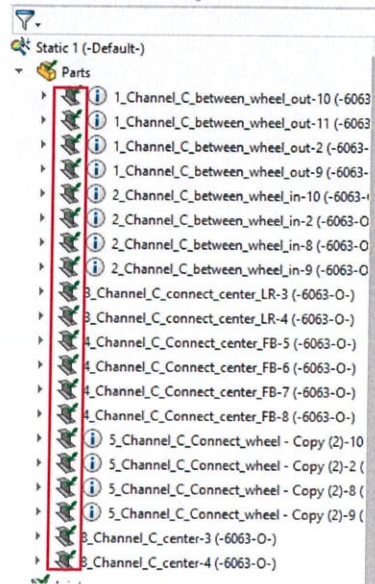 Static 1 (-Default-)
Parts
1_Channel_C_between_wheel_out-10 (-6063
1_Channel_C_between_wheel_out-11 (-6063
1_Channel_C_between_wheel_out-2 (-6063-
1_Channel_C_between_wheel_out-9 (-6063-
2_Channel_C_between_wheel_in-10 (-6063-
2_Channel_C_between_wheel_in-2 (-6063-O
2_Channel_C_between_wheel_in-8 (-6063-O
2_Channel_C_between_wheel_in-9 (-6063-O
3_Channel_C_connect_center_LR-3 (-6063-O-)
3_Channel_C_connect_center_LR-4 (-6063-O-)
4_Channel_C_Connect_center_FB-5 (-6063-O-)
4_Channel_C_Connect_center_FB-6 (-6063-O-)
4_Channel_C_Connect_center_FB-7 (-6063-O-)
4_Channel_C_Connect_center_FB-8 (-6063-O-)
5_Channel_C_Connect_wheel - Copy (2)-10
5_Channel_C_Connect_wheel - Copy (2)-2 (
5_Channel_C_Connect_wheel - Copy (2)-8 (
5_Channel_C_Connect_wheel - Copy (2)-9 (
8_Channel_C_center-3 (-6063-O-)
8_Channel_C_center-4 (-6063-O-)